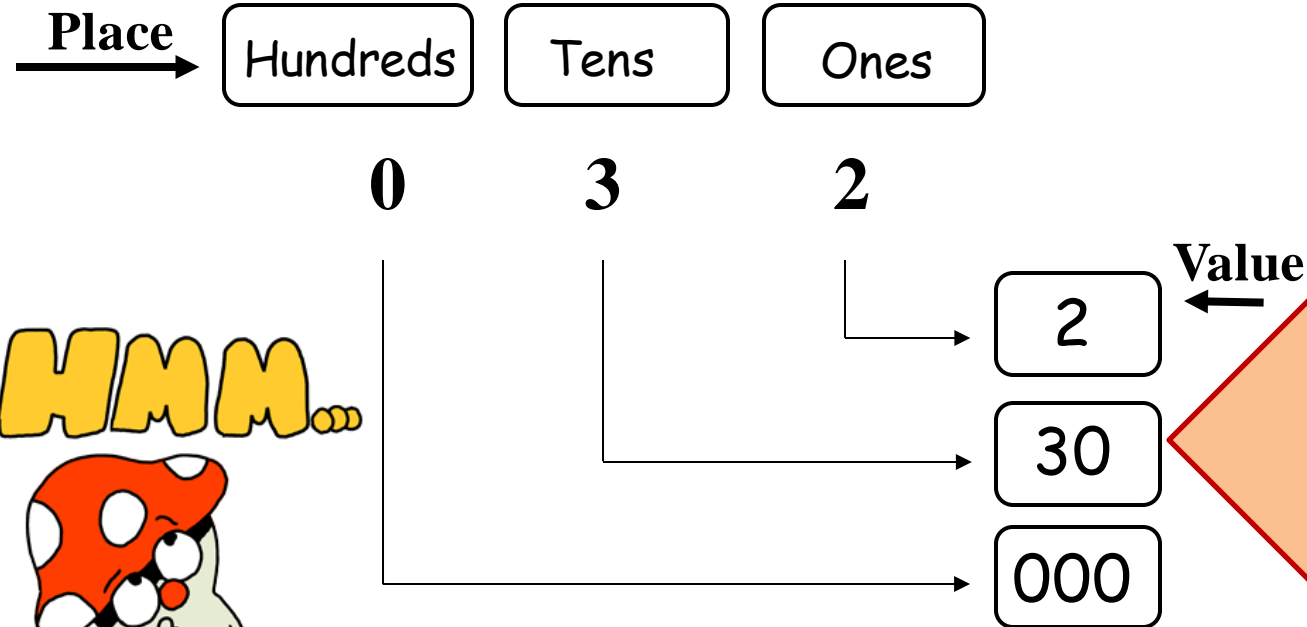 Place
Hundreds Tens Ones
0 3 2
Value
2
HMM...
30
000